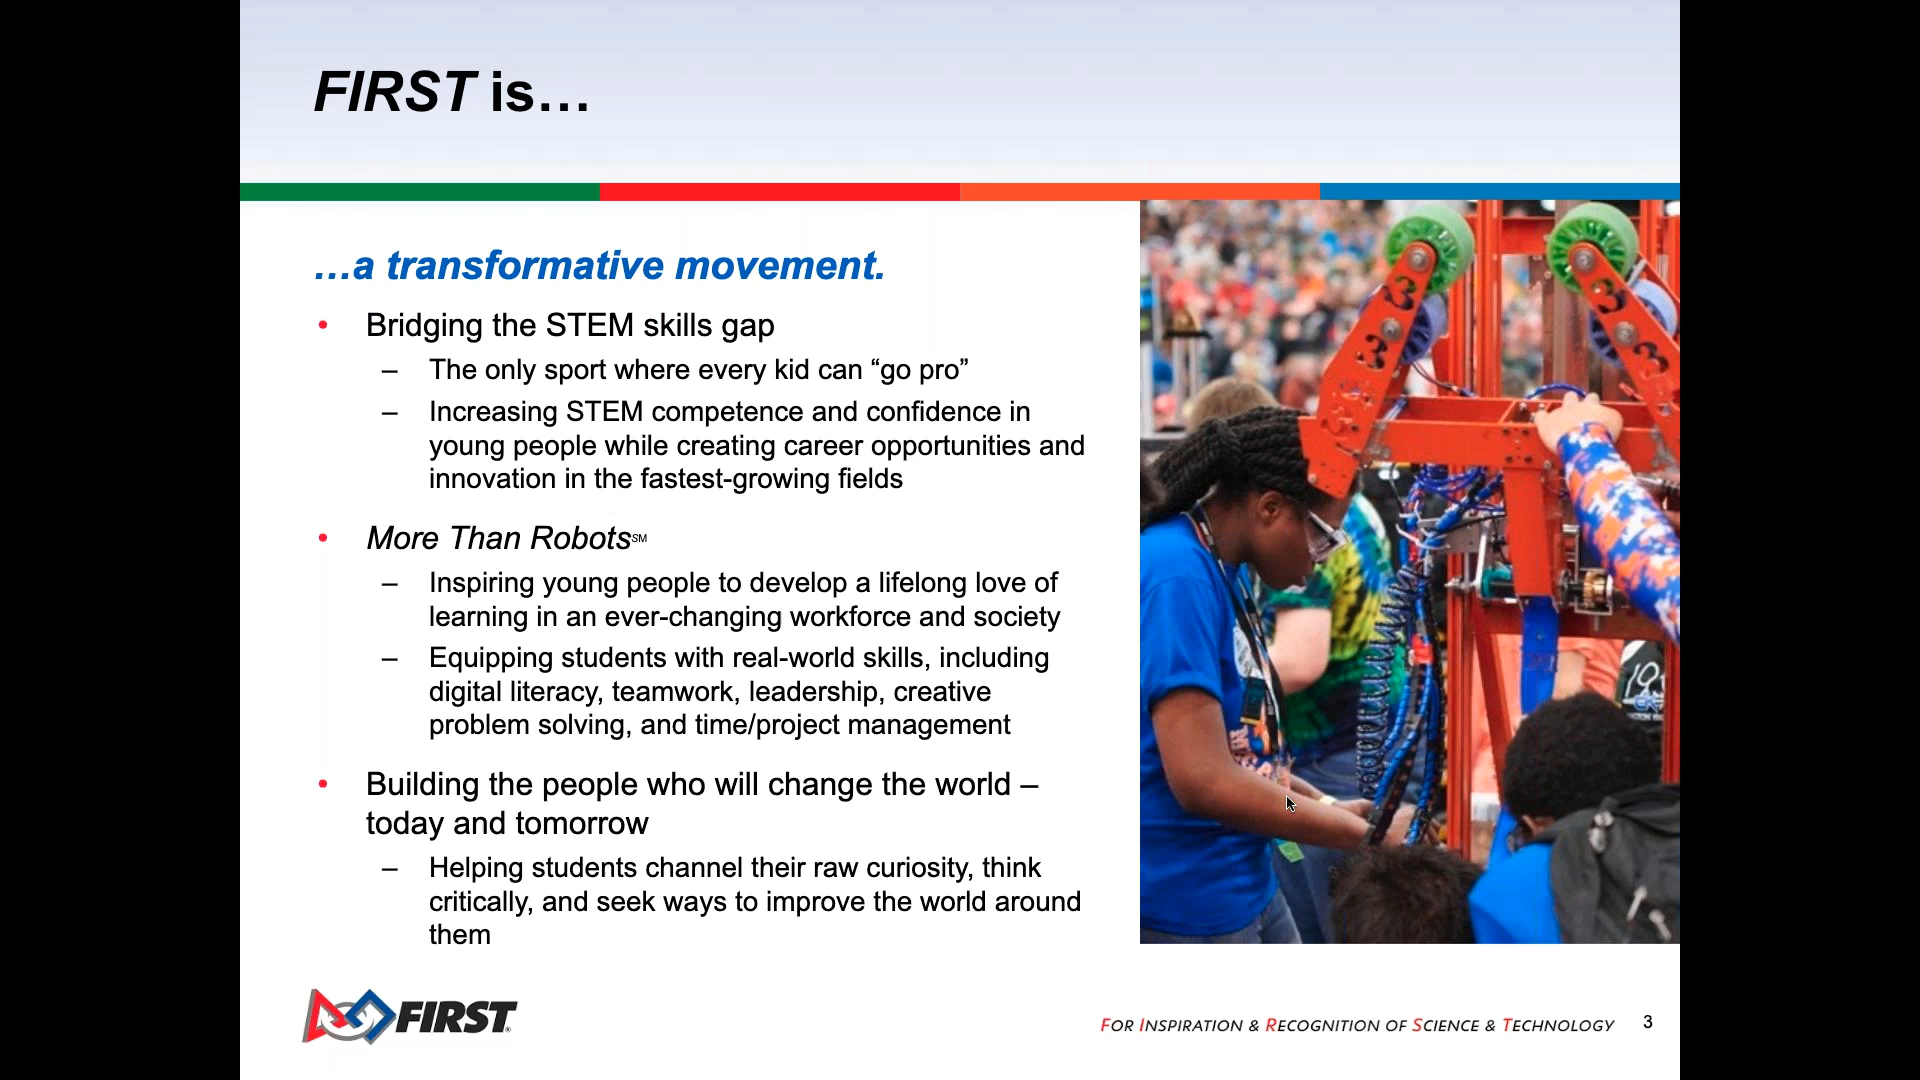 FIRST is…
…a transformative movement.
• Bridging the STEM skills gap
– The only sport where every kid can “go pro”
– Increasing STEM competence and confidence in
young people while creating career opportunities and
innovation in the fastest-growing fields
• More Than Robots℠
– Inspiring young people to develop a lifelong love of
learning in an ever-changing workforce and society
– Equipping students with real-world skills, including
digital literacy, teamwork, leadership, creative
problem solving, and time/project management
• Building the people who will change the world –
today and tomorrow
– Helping students channel their raw curiosity, think
critically, and seek ways to improve the world around
them
3
3
3
3
FIRST®
FOR INSPIRATION & RECOGNITION OF SCIENCE & TECHNOLOGY
3